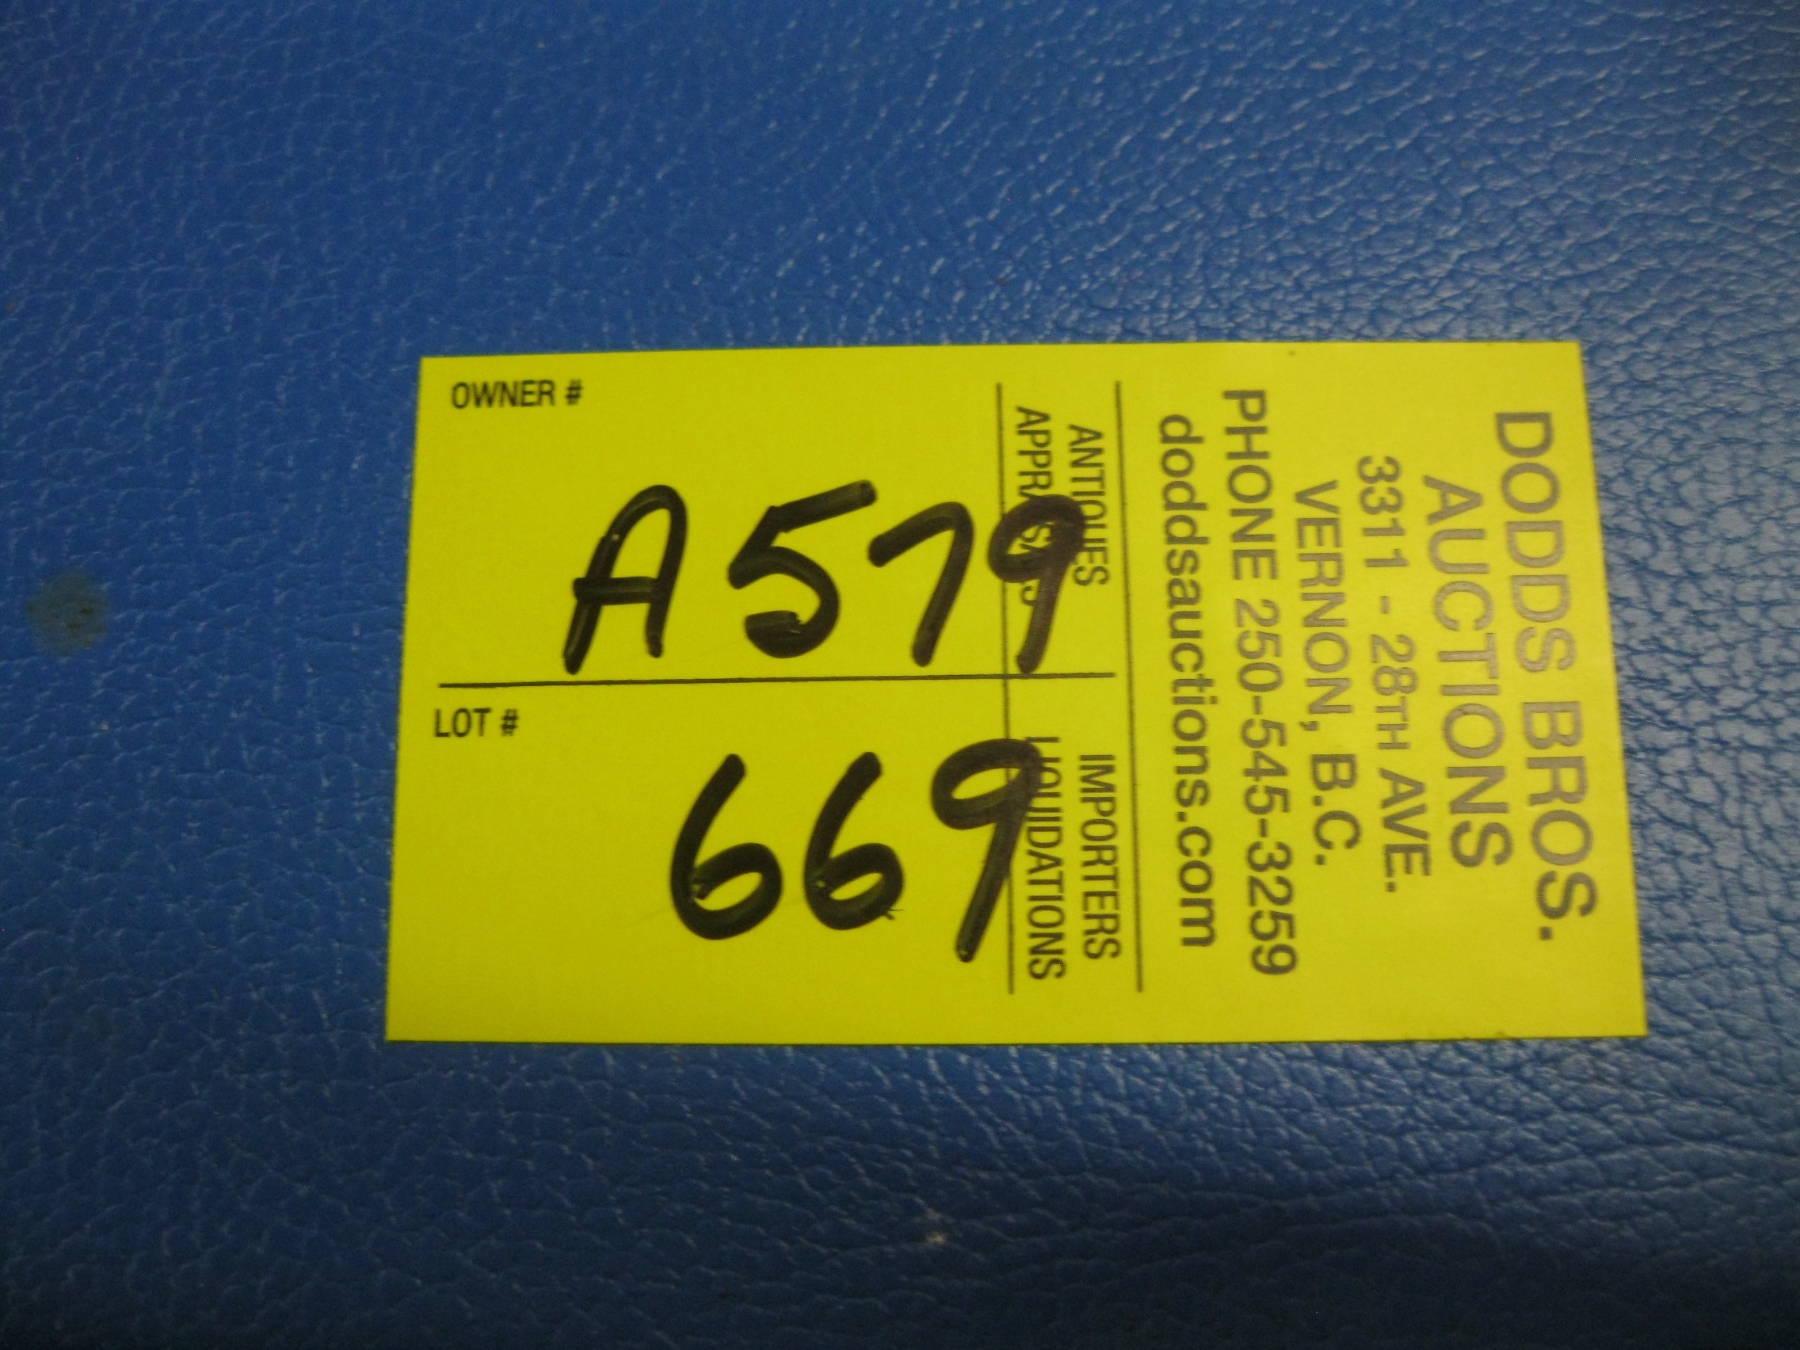 DODDS BROS.
AUCTIONS
3311 - 28TH AVE.
VERNON, B.C.
PHONE 250-545-3259
doddsauctions.com
ANTIQUES IMPORTERS
APPRAISALS LIQUIDATIONS
OWNER #
A579
LOT #
669